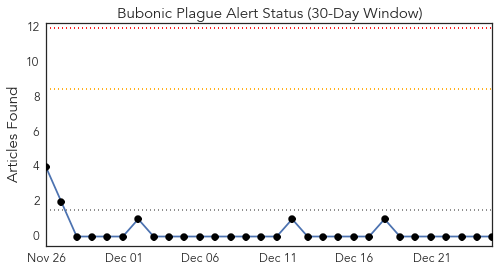 Bubonic Plague Alert Status (30-Day Window)
Articles Found
12
10
8
6
4
2
0
Nov 26 Dec 01 Dec 06 Dec 11 Dec 16 Dec 21